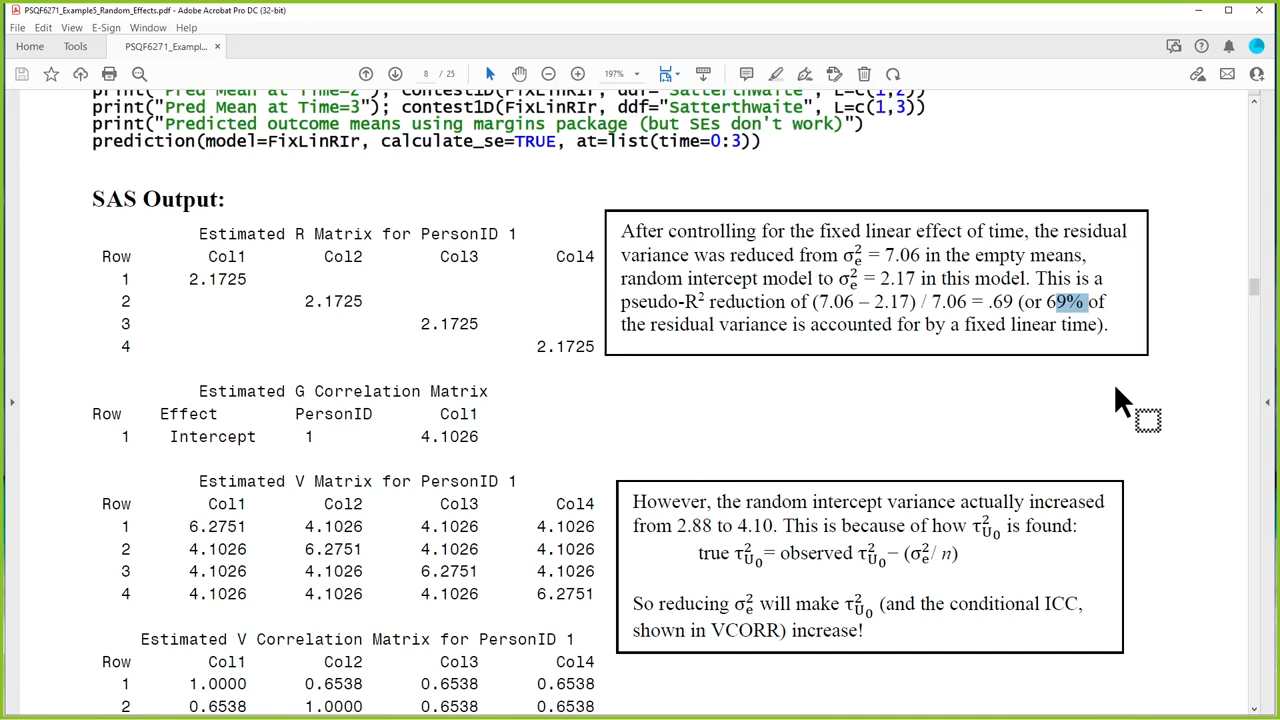 PSQF6271_Example5_Random_Effects.pdf - Adobe Acrobat Pro DC (32-bit)
File Edit View E-Sign Window Help
Home Tools PSQF6271_Exampl... ×
8 / 25 197%
print("Pred Mean at Time=2"); contest1D(FixLinRIr, ddf="Satterthwaite", L=c(1,2))
print("Pred Mean at Time=3"); contest1D(FixLinRIr, ddf="Satterthwaite", L=c(1,3))
print("Predicted outcome means using margins package (but SEs don't work)")
prediction(model=FixLinRIr, calculate_se=TRUE, at=list(time=0:3))
SAS Output:
Estimated R Matrix for PersonID 1
Row Col1 Col2 Col3 Col4
1 2.1725
2 2.1725
3 2.1725
4 2.1725
After controlling for the fixed linear effect of time, the residual
variance was reduced from σ²e = 7.06 in the empty means,
random intercept model to σ²e = 2.17 in this model. This is a
pseudo-R² reduction of (7.06 – 2.17) / 7.06 = .69 (or 69% of
the residual variance is accounted for by a fixed linear time).
Estimated G Correlation Matrix
Row Effect PersonID Col1
1 Intercept 1 4.1026
Estimated V Matrix for PersonID 1
Row Col1 Col2 Col3 Col4
1 6.2751 4.1026 4.1026 4.1026
2 4.1026 6.2751 4.1026 4.1026
3 4.1026 4.1026 6.2751 4.1026
4 4.1026 4.1026 4.1026 6.2751
However, the random intercept variance actually increased
from 2.88 to 4.10. This is because of how τ²U₀ is found:
true τ²U₀= observed τ²U₀− (σ²e/ n)
So reducing σ²e will make τ²U₀ (and the conditional ICC,
shown in VCORR) increase!
Estimated V Correlation Matrix for PersonID 1
Row Col1 Col2 Col3 Col4
1 1.0000 0.6538 0.6538 0.6538
2 0.6538 1.0000 0.6538 0.6538